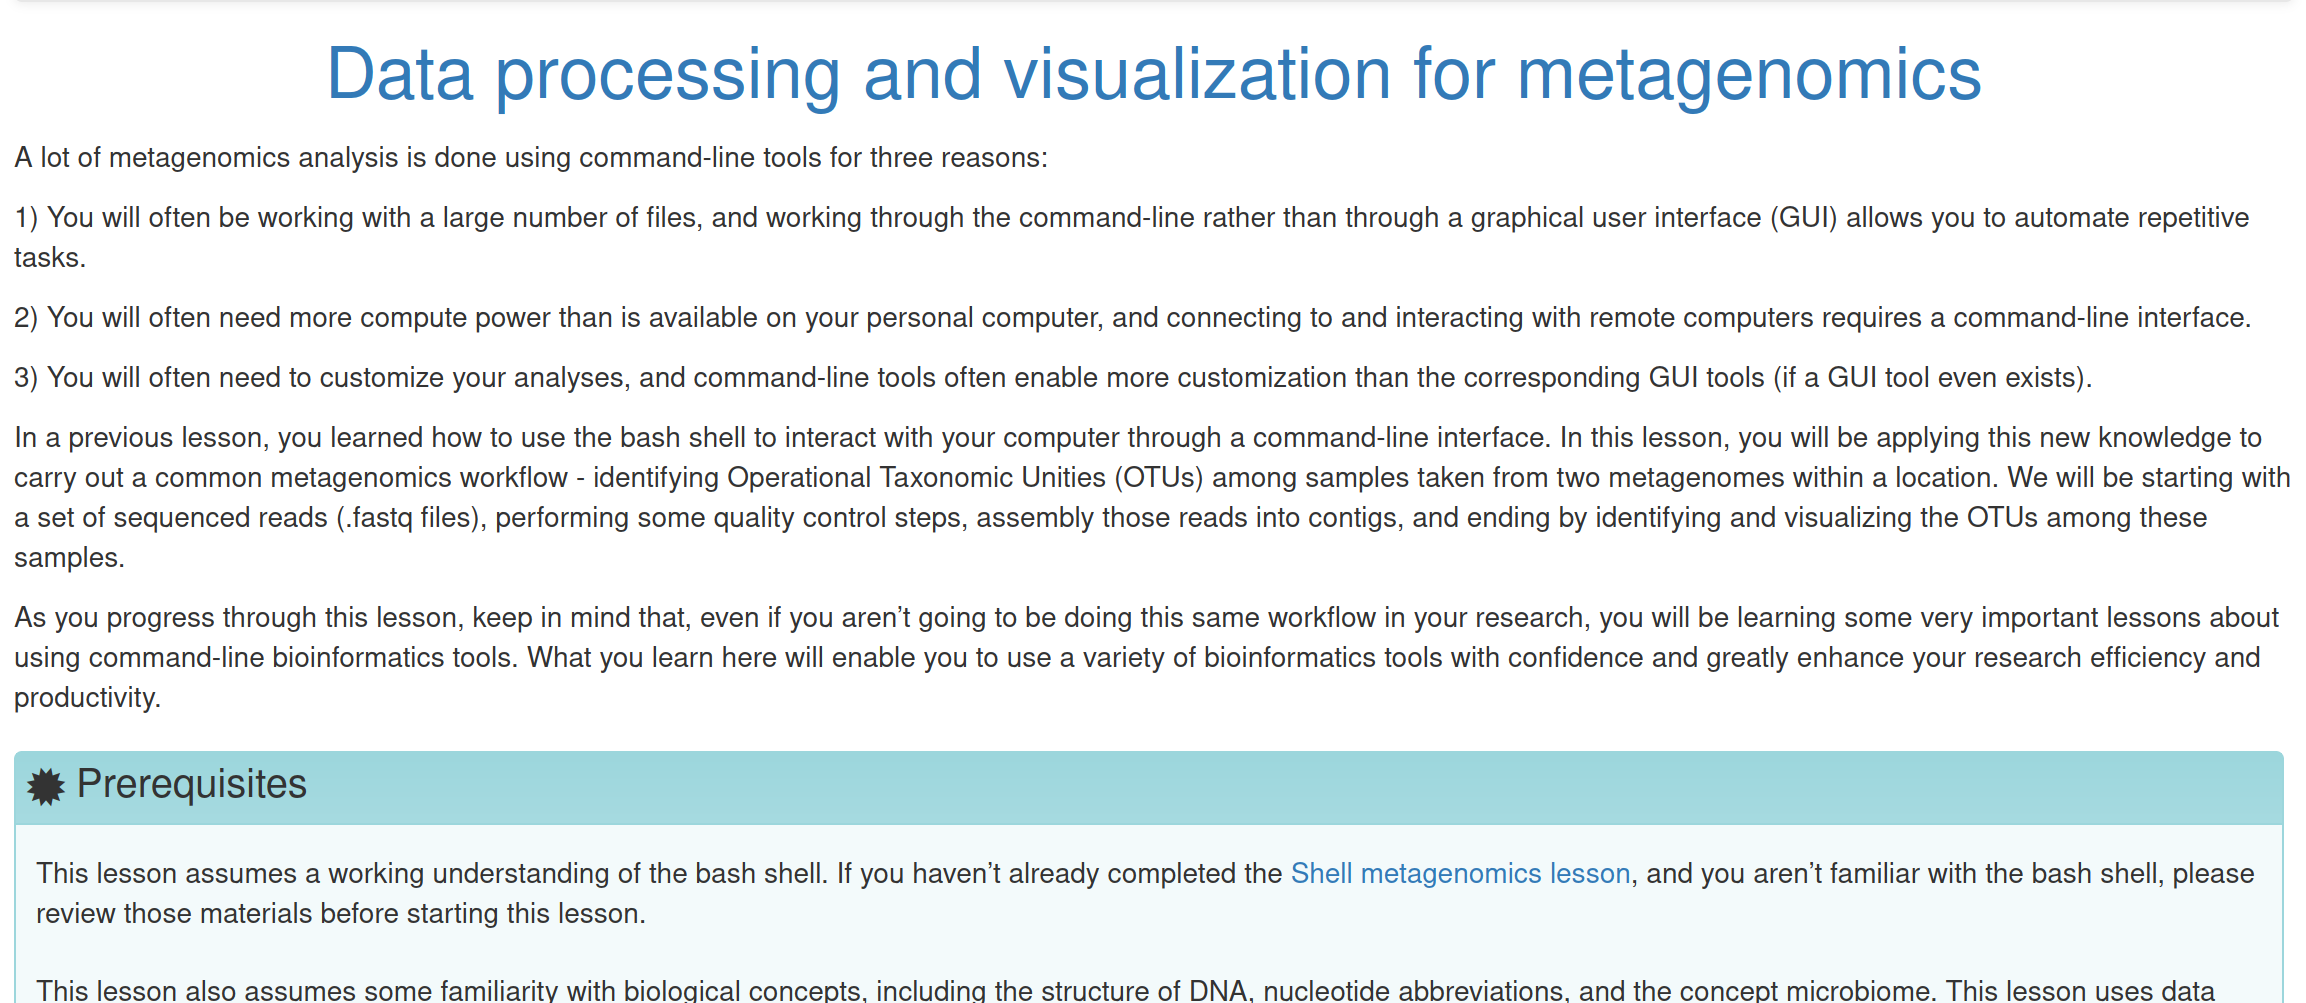 Data processing and visualization for metagenomics
A lot of metagenomics analysis is done using command-line tools for three reasons:
1) You will often be working with a large number of files, and working through the command-line rather than through a graphical user interface (GUI) allows you to automate repetitive
tasks.
2) You will often need more compute power than is available on your personal computer, and connecting to and interacting with remote computers requires a command-line interface.
3) You will often need to customize your analyses, and command-line tools often enable more customization than the corresponding GUI tools (if a GUI tool even exists).
In a previous lesson, you learned how to use the bash shell to interact with your computer through a command-line interface. In this lesson, you will be applying this new knowledge to
carry out a common metagenomics workflow - identifying Operational Taxonomic Unities (OTUs) among samples taken from two metagenomes within a location. We will be starting with
a set of sequenced reads (.fastq files), performing some quality control steps, assembly those reads into contigs, and ending by identifying and visualizing the OTUs among these
samples.
As you progress through this lesson, keep in mind that, even if you aren’t going to be doing this same workflow in your research, you will be learning some very important lessons about
using command-line bioinformatics tools. What you learn here will enable you to use a variety of bioinformatics tools with confidence and greatly enhance your research efficiency and
productivity.
Prerequisites
This lesson assumes a working understanding of the bash shell. If you haven’t already completed the Shell metagenomics lesson, and you aren’t familiar with the bash shell, please
review those materials before starting this lesson.
This lesson also assumes some familiarity with biological concepts, including the structure of DNA, nucleotide abbreviations, and the concept microbiome. This lesson uses data